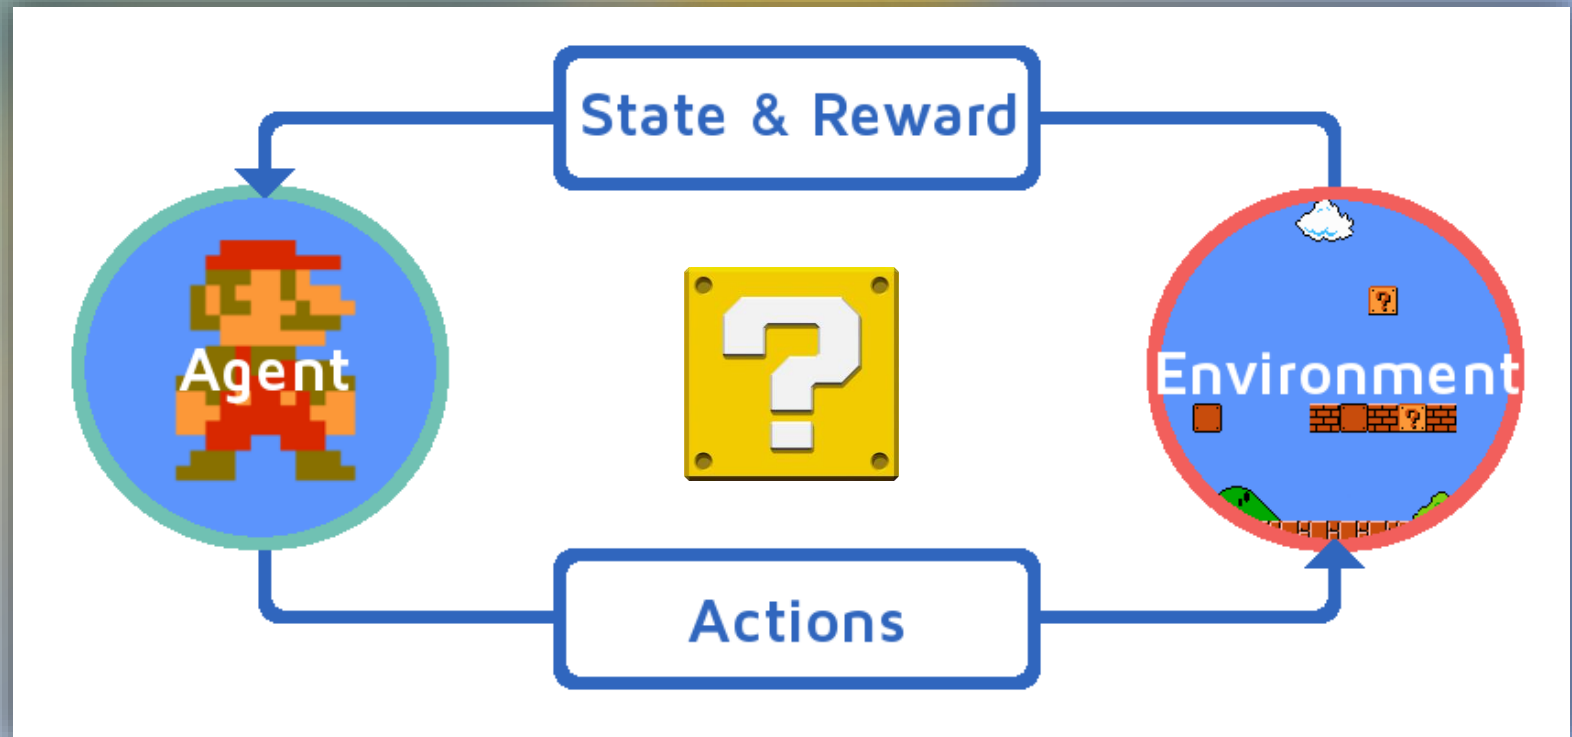 State & Reward
Agent
?
?
Environment
?
Actions